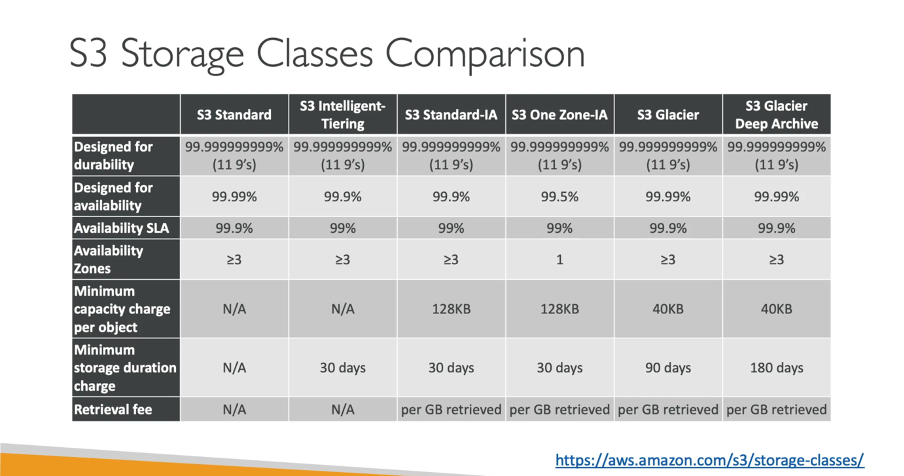 S3 Storage Classes Comparison
S3 Standard
S3 Intelligent-
Tiering
S3 Standard-IA
S3 One Zone-IA
S3 Glacier
S3 Glacier
Deep Archive
Designed for
durability
99.999999999%
(11 9’s)
99.999999999%
(11 9’s)
99.999999999%
(11 9’s)
99.999999999%
(11 9’s)
99.999999999%
(11 9’s)
99.999999999%
(11 9’s)
Designed for
availability
99.99%
99.9%
99.9%
99.5%
99.99%
99.99%
Availability SLA
99.9%
99%
99%
99%
99.9%
99.9%
Availability
Zones
≥3
≥3
≥3
1
≥3
≥3
Minimum
capacity charge
per object
N/A
N/A
128KB
128KB
40KB
40KB
Minimum
storage duration
charge
N/A
30 days
30 days
30 days
90 days
180 days
Retrieval fee
N/A
N/A
per GB retrieved
per GB retrieved
per GB retrieved
per GB retrieved
https://aws.amazon.com/s3/storage-classes/